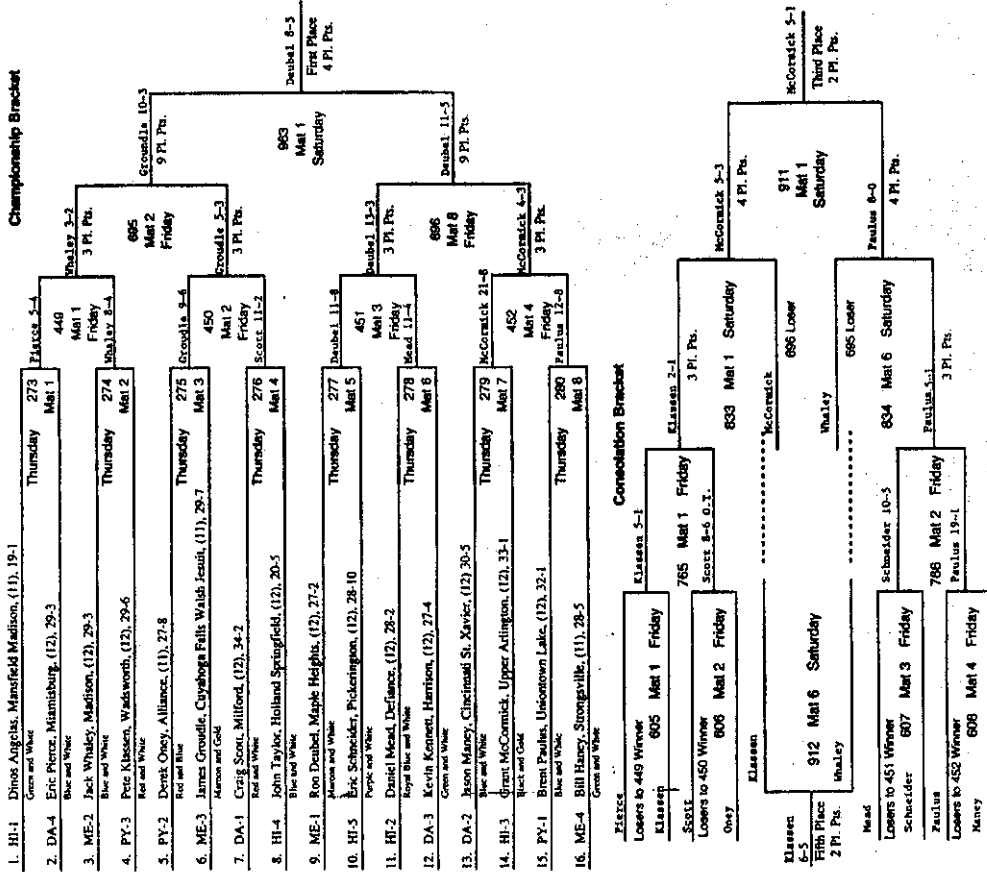 Championship Bracket
1. HI-1 Dinos Angelas, Mansfield Madison, (11), 19-1
Green and White
Thursday 273
Mat 1
2. DA-4 Eric Pierce, Miamisburg, (12), 29-3
Blue and White
Pierce 5-4
449
Mat 1
Friday
3. ME-2 Jack Whaley, Madison, (12), 29-3
Blue and White
Thursday 274
Mat 2
Whaley 8-4
4. PY-3 Pete Klassen, Wadsworth, (12), 29-6
Red and White
Whaley 3-2
3 Pl. Pts.
695
Mat 2
Friday
5. PY-2 Derek Oney, Alliance, (11), 27-8
Red and Blue
Thursday 275
Mat 3
6. ME-3 James Groudle, Cuyahoga Falls Walsh Jesuit, (11), 29-7
Maroon and Gold
Groudle 9-6
450
Mat 2
Friday
7. DA-1 Craig Scott, Milford, (12), 34-2
Red and White
Thursday 276
Mat 4
Scott 11-2
8. HI-4 John Taylor, Holland Springfield, (12), 20-5
Blue and White
Groudle 5-3
3 Pl. Pts.
Groundle 10-3
9 Pl. Pts.
963
Mat 1
Saturday
Deubal 8-5
First Place
4 Pl. Pts.
9. ME-1 Ron Deubel, Maple Heights, (12), 27-2
Maroon and White
Thursday 277
Mat 5
10. HI-5 Eric Schneider, Pickerington, (12), 28-10
Purple and White
Deubel 11-8
451
Mat 3
Friday
11. HI-2 Daniel Mead, Defiance, (12), 28-2
Royal Blue and White
Thursday 278
Mat 6
Mead 11-4
12. DA-3 Kevin Kennett, Harrison, (12), 27-4
Green and White
Deubel 13-3
3 Pl. Pts.
696
Mat 8
Friday
Deubel 11-5
9 Pl. Pts.
13. DA-2 Jason Maney, Cincinnati St. Xavier, (12) 30-5
Blue and White
Thursday 279
Mat 7
14. HI-3 Grant McCormick, Upper Arlington, (12), 33-1
Black and Gold
McCormick 21-8
452
Mat 4
Friday
15. PY-1 Brent Paulus, Uniontown Lake, (12), 32-1
Blue and White
Thursday 280
Mat 8
Paulus 12-8
16. ME-4 Bill Haney, Strongsville, (11), 28-5
Green and White
McCormick 4-3
3 Pl. Pts.
Consolation Bracket
Pierce
Losers to 449 Winner
605 Mat 1 Friday
Klassen
Klassen 5-1
765 Mat 1 Friday
Scott
Losers to 450 Winner
606 Mat 2 Friday
Oney
Scott 8-6 O.T.
Klassen 2-1
3 Pl. Pts.
833 Mat 1 Saturday
McCormick
696 Loser
McCormick 5-3
4 Pl. Pts.
911
Mat 1
Saturday
McCormick 5-1
Third Place
2 Pl. Pts.
Klassen
912 Mat 6 Saturday
Whaley
Klassen
6-5
Fifth Place
2 Pl. Pts.
Whaley
695 Loser
834 Mat 6 Saturday
Paulus 8-0
4 Pl. Pts.
Mead
Losers to 451 Winner
607 Mat 3 Friday
Schneider
Schneider 10-5
786 Mat 2 Friday
Paulus
Losers to 452 Winner
608 Mat 4 Friday
Maney
Paulus 19-1
Paulus 5-1
3 Pl. Pts.